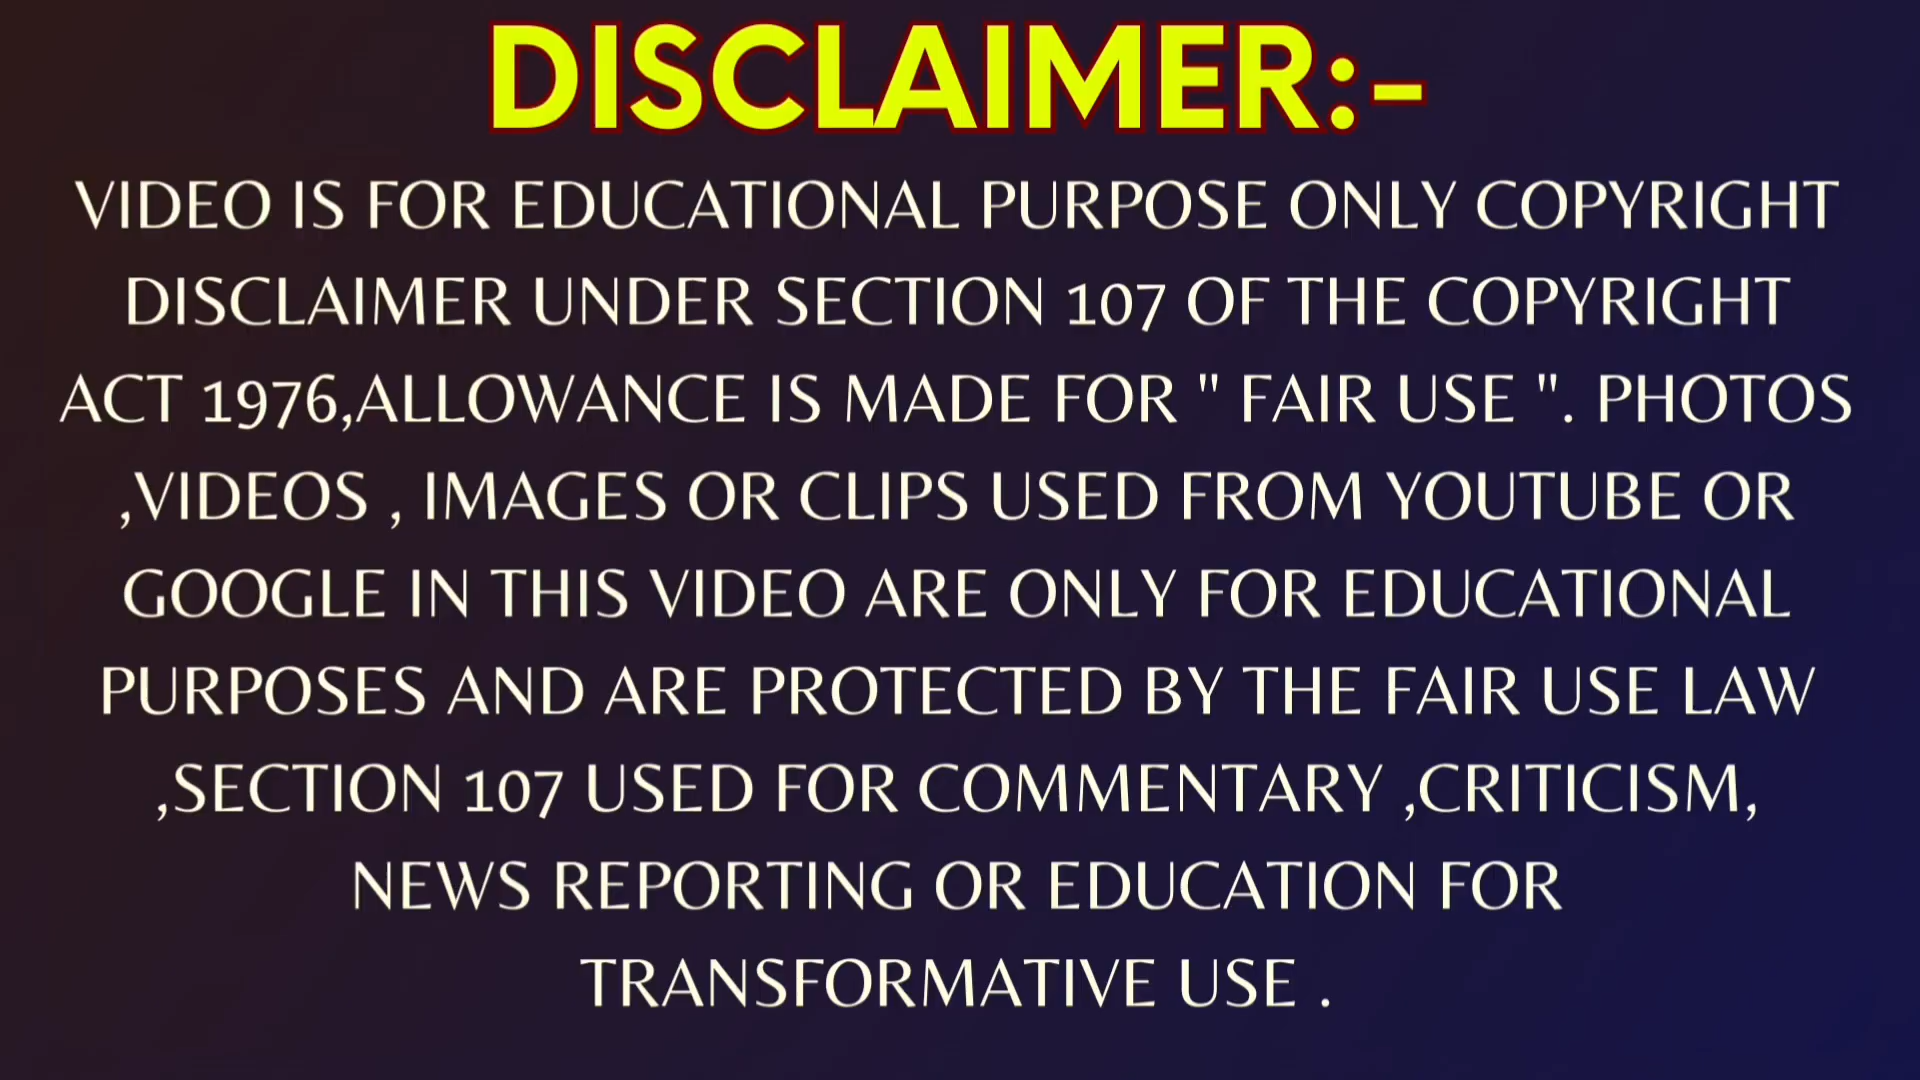 DISCLAIMER:-
VIDEO IS FOR EDUCATIONAL PURPOSE ONLY COPYRIGHT
DISCLAIMER UNDER SECTION 107 OF THE COPYRIGHT
ACT 1976,ALLOWANCE IS MADE FOR " FAIR USE ". PHOTOS
,VIDEOS , IMAGES OR CLIPS USED FROM YOUTUBE OR
GOOGLE IN THIS VIDEO ARE ONLY FOR EDUCATIONAL
PURPOSES AND ARE PROTECTED BY THE FAIR USE LAW
,SECTION 107 USED FOR COMMENTARY ,CRITICISM,
NEWS REPORTING OR EDUCATION FOR
TRANSFORMATIVE USE .